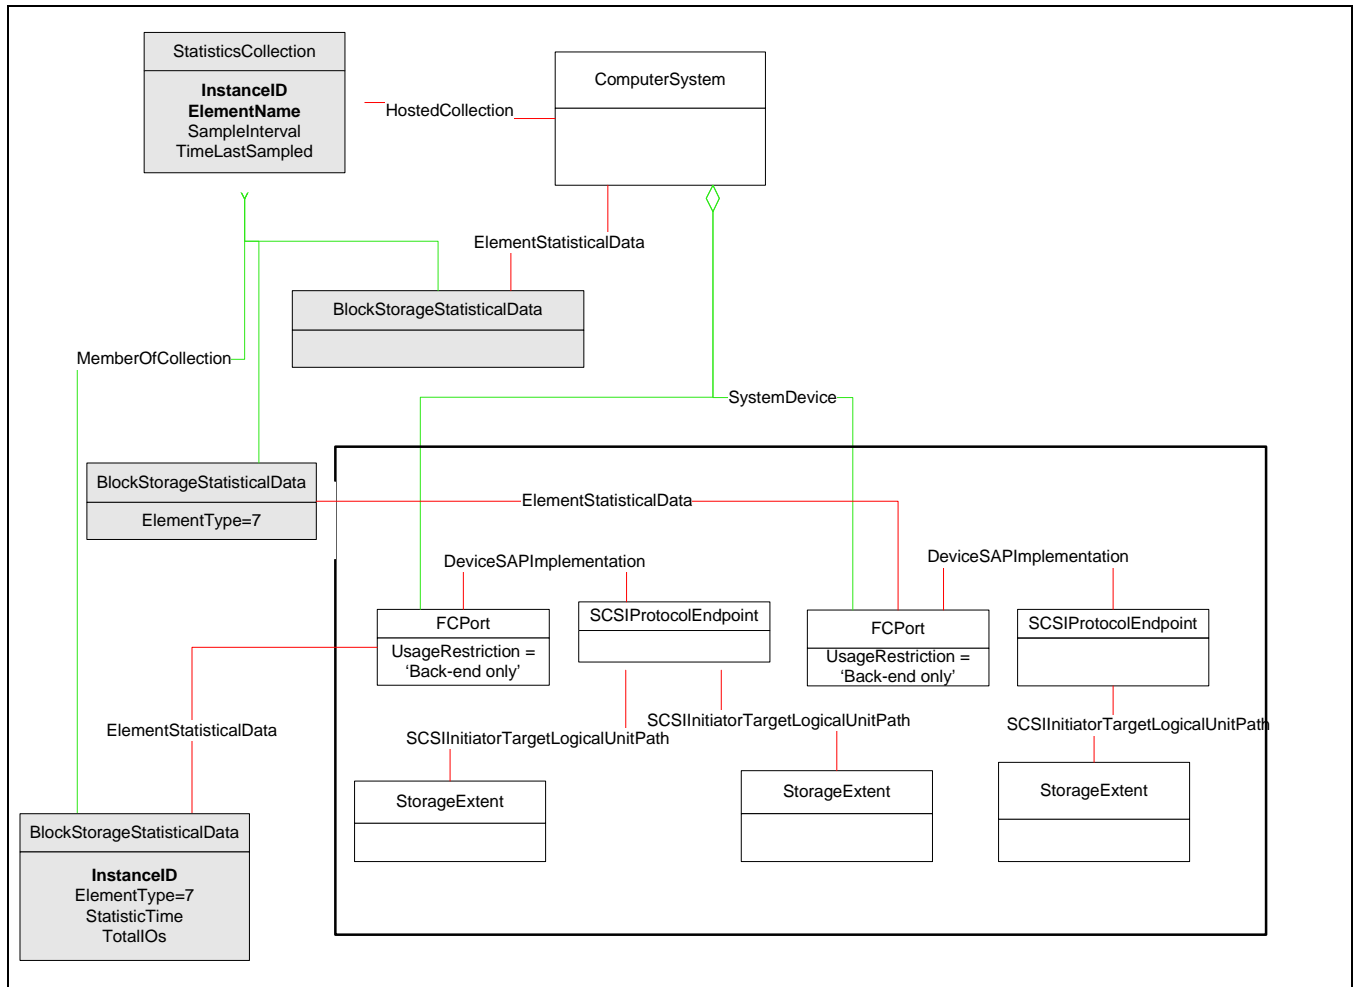 StatisticsCollection
InstanceID
ElementName
SampleInterval
TimeLastSampled
HostedCollection
ComputerSystem
ElementStatisticalData
BlockStorageStatisticalData
MemberOfCollection
SystemDevice
BlockStorageStatisticalData
ElementType=7
ElementStatisticalData
DeviceSAPImplementation
DeviceSAPImplementation
FCPort
UsageRestriction =
‘Back-end only’
SCSIProtocolEndpoint
FCPort
UsageRestriction =
‘Back-end only’
SCSIProtocolEndpoint
ElementStatisticalData
SCSIInitiatorTargetLogicalUnitPath
SCSIInitiatorTargetLogicalUnitPath
SCSIInitiatorTargetLogicalUnitPath
StorageExtent
StorageExtent
StorageExtent
BlockStorageStatisticalData
InstanceID
ElementType=7
StatisticTime
TotalIOs